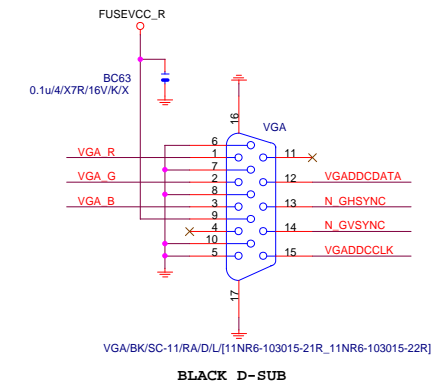 FUSEVCC_R
BC63
0.1u/4/X7R/16V/K/X
16
VGA
6
VGA_R
1
11
7
VGA_G
2
12
VGADDCDATA
8
VGA_B
3
13
N_GHSYNC
9
4
14
N_GVSYNC
10
5
15
VGADDCCLK
17
VGA/BK/SC-11/RA/D/L/[11NR6-103015-21R_11NR6-103015-22R]
BLACK D-SUB